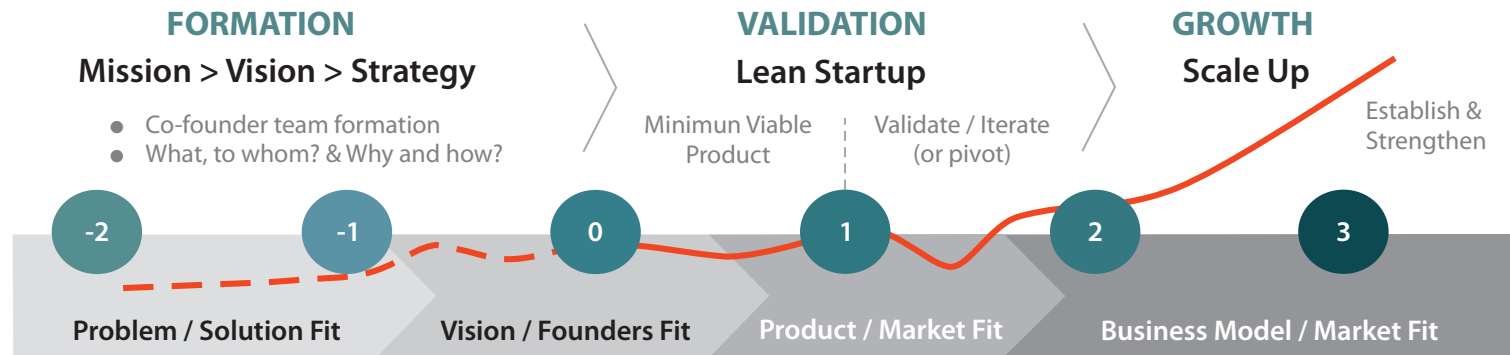 FORMATION
Mission > Vision > Strategy
● Co-founder team formation
● What, to whom? & Why and how?
VALIDATION
Lean Startup
Minimun Viable
Product
Validate / Iterate
(or pivot)
GROWTH
Scale Up
Establish &
Strengthen
-2
-1
0
1
2
3
Problem / Solution Fit
Vision / Founders Fit
Product / Market Fit
Business Model / Market Fit